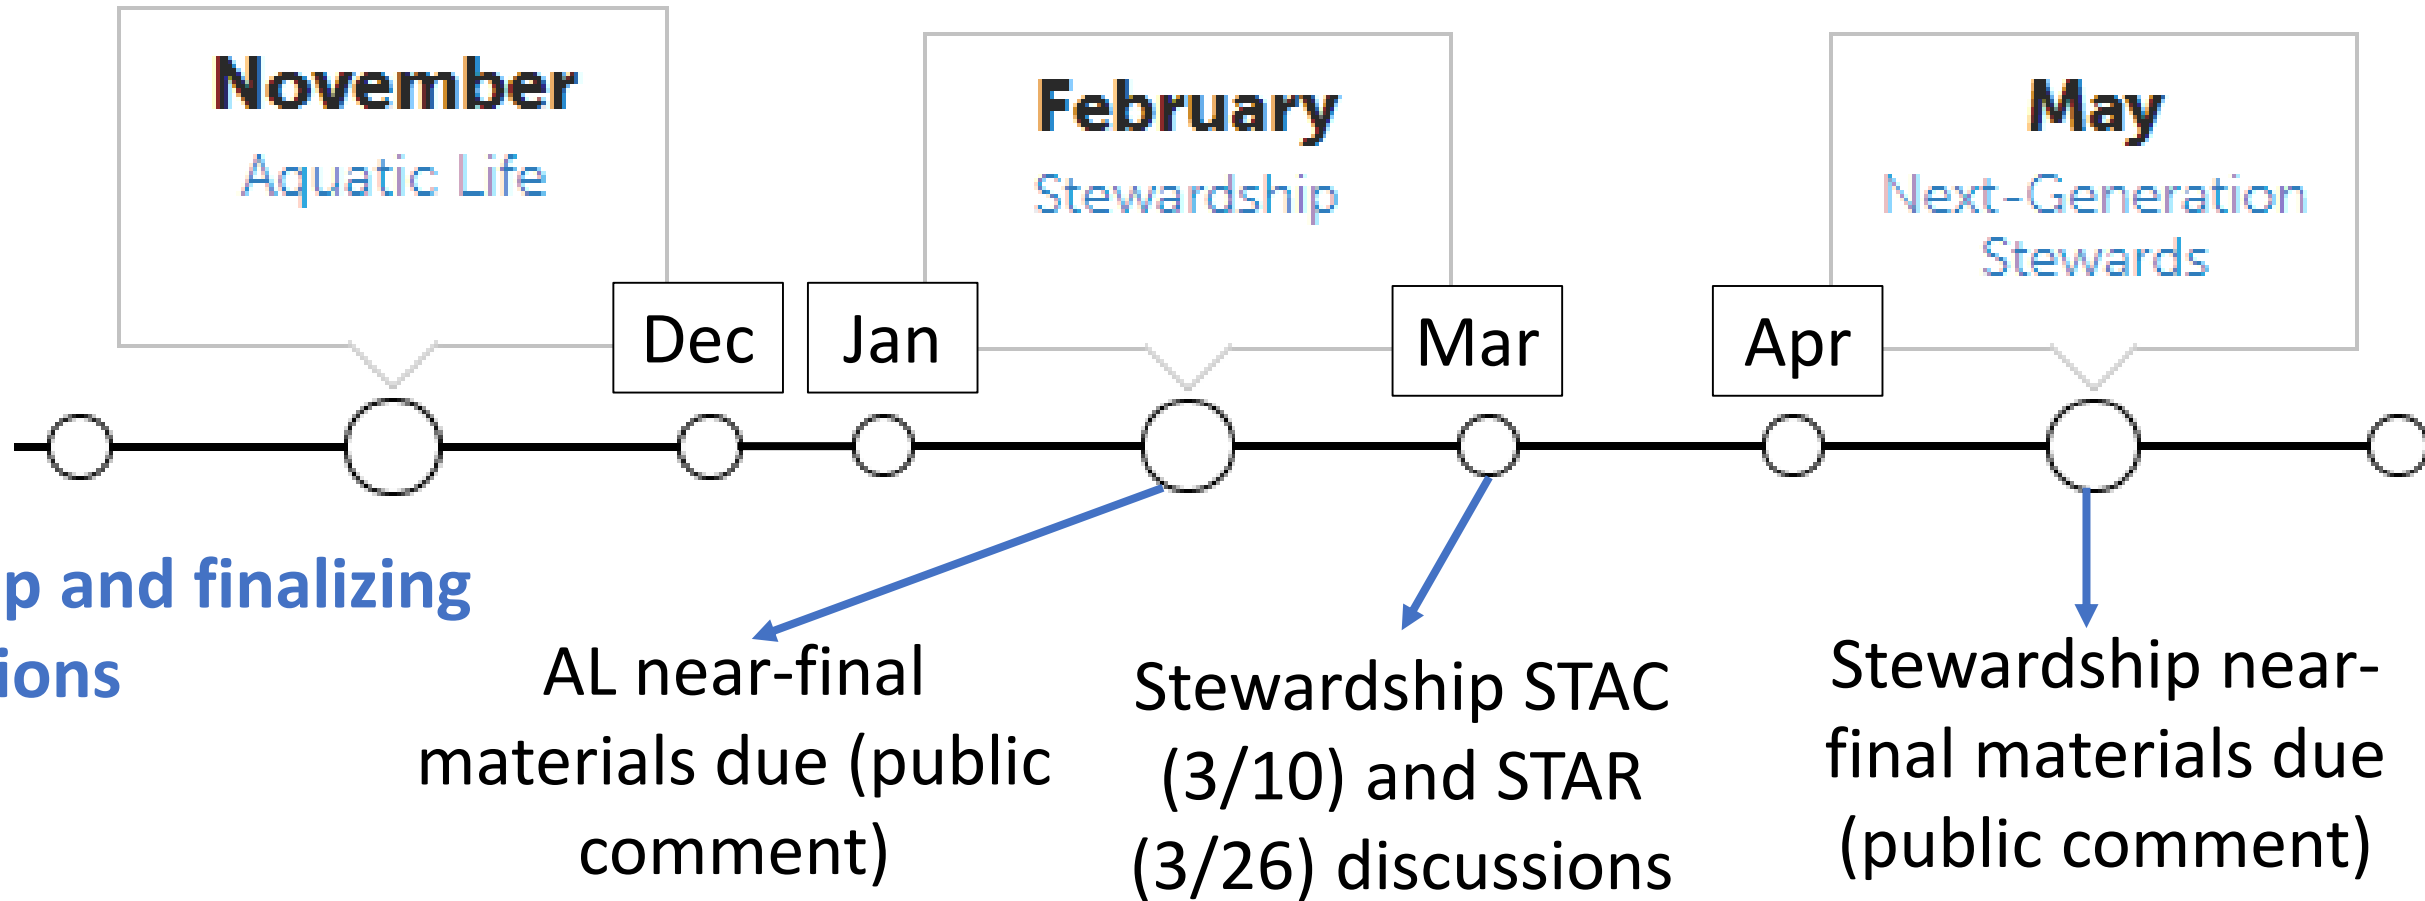 November
Aquatic Life
February
Stewardship
May
Next-Generation
Stewards
Dec
Jan
Mar
Apr
and finalizing
AL near-final
materials due (public
comment)
Stewardship STAC
(3/10) and STAR
(3/26) discussions
Stewardship near-
final materials due
(public comment)